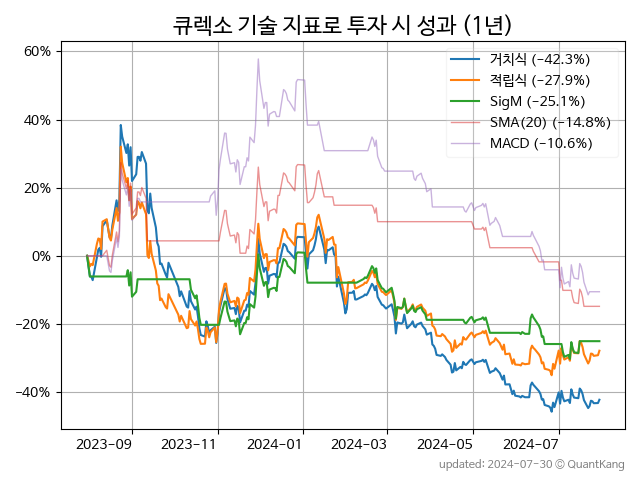 큐렉소 기술 지표로 투자 시 성과 (1년)
60%
40%
20%
0%
−20%
−40%
거치식 (−42.3%)
적립식 (−27.9%)
SigM (−25.1%)
SMA(20) (−14.8%)
MACD (−10.6%)
2023-09
2023-11
2024-01
2024-03
2024-05
2024-07
updated: 2024-07-30 © QuantKang